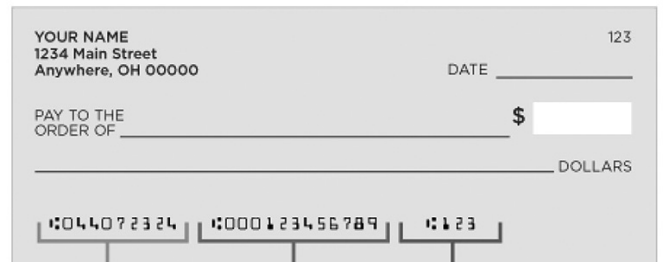 YOUR NAME 123
1234 Main Street
Anywhere, OH 00000
DATE
PAY TO THE
ORDER OF
$
DOLLARS
⑆044072324 ⑆000123456789 ⑆123